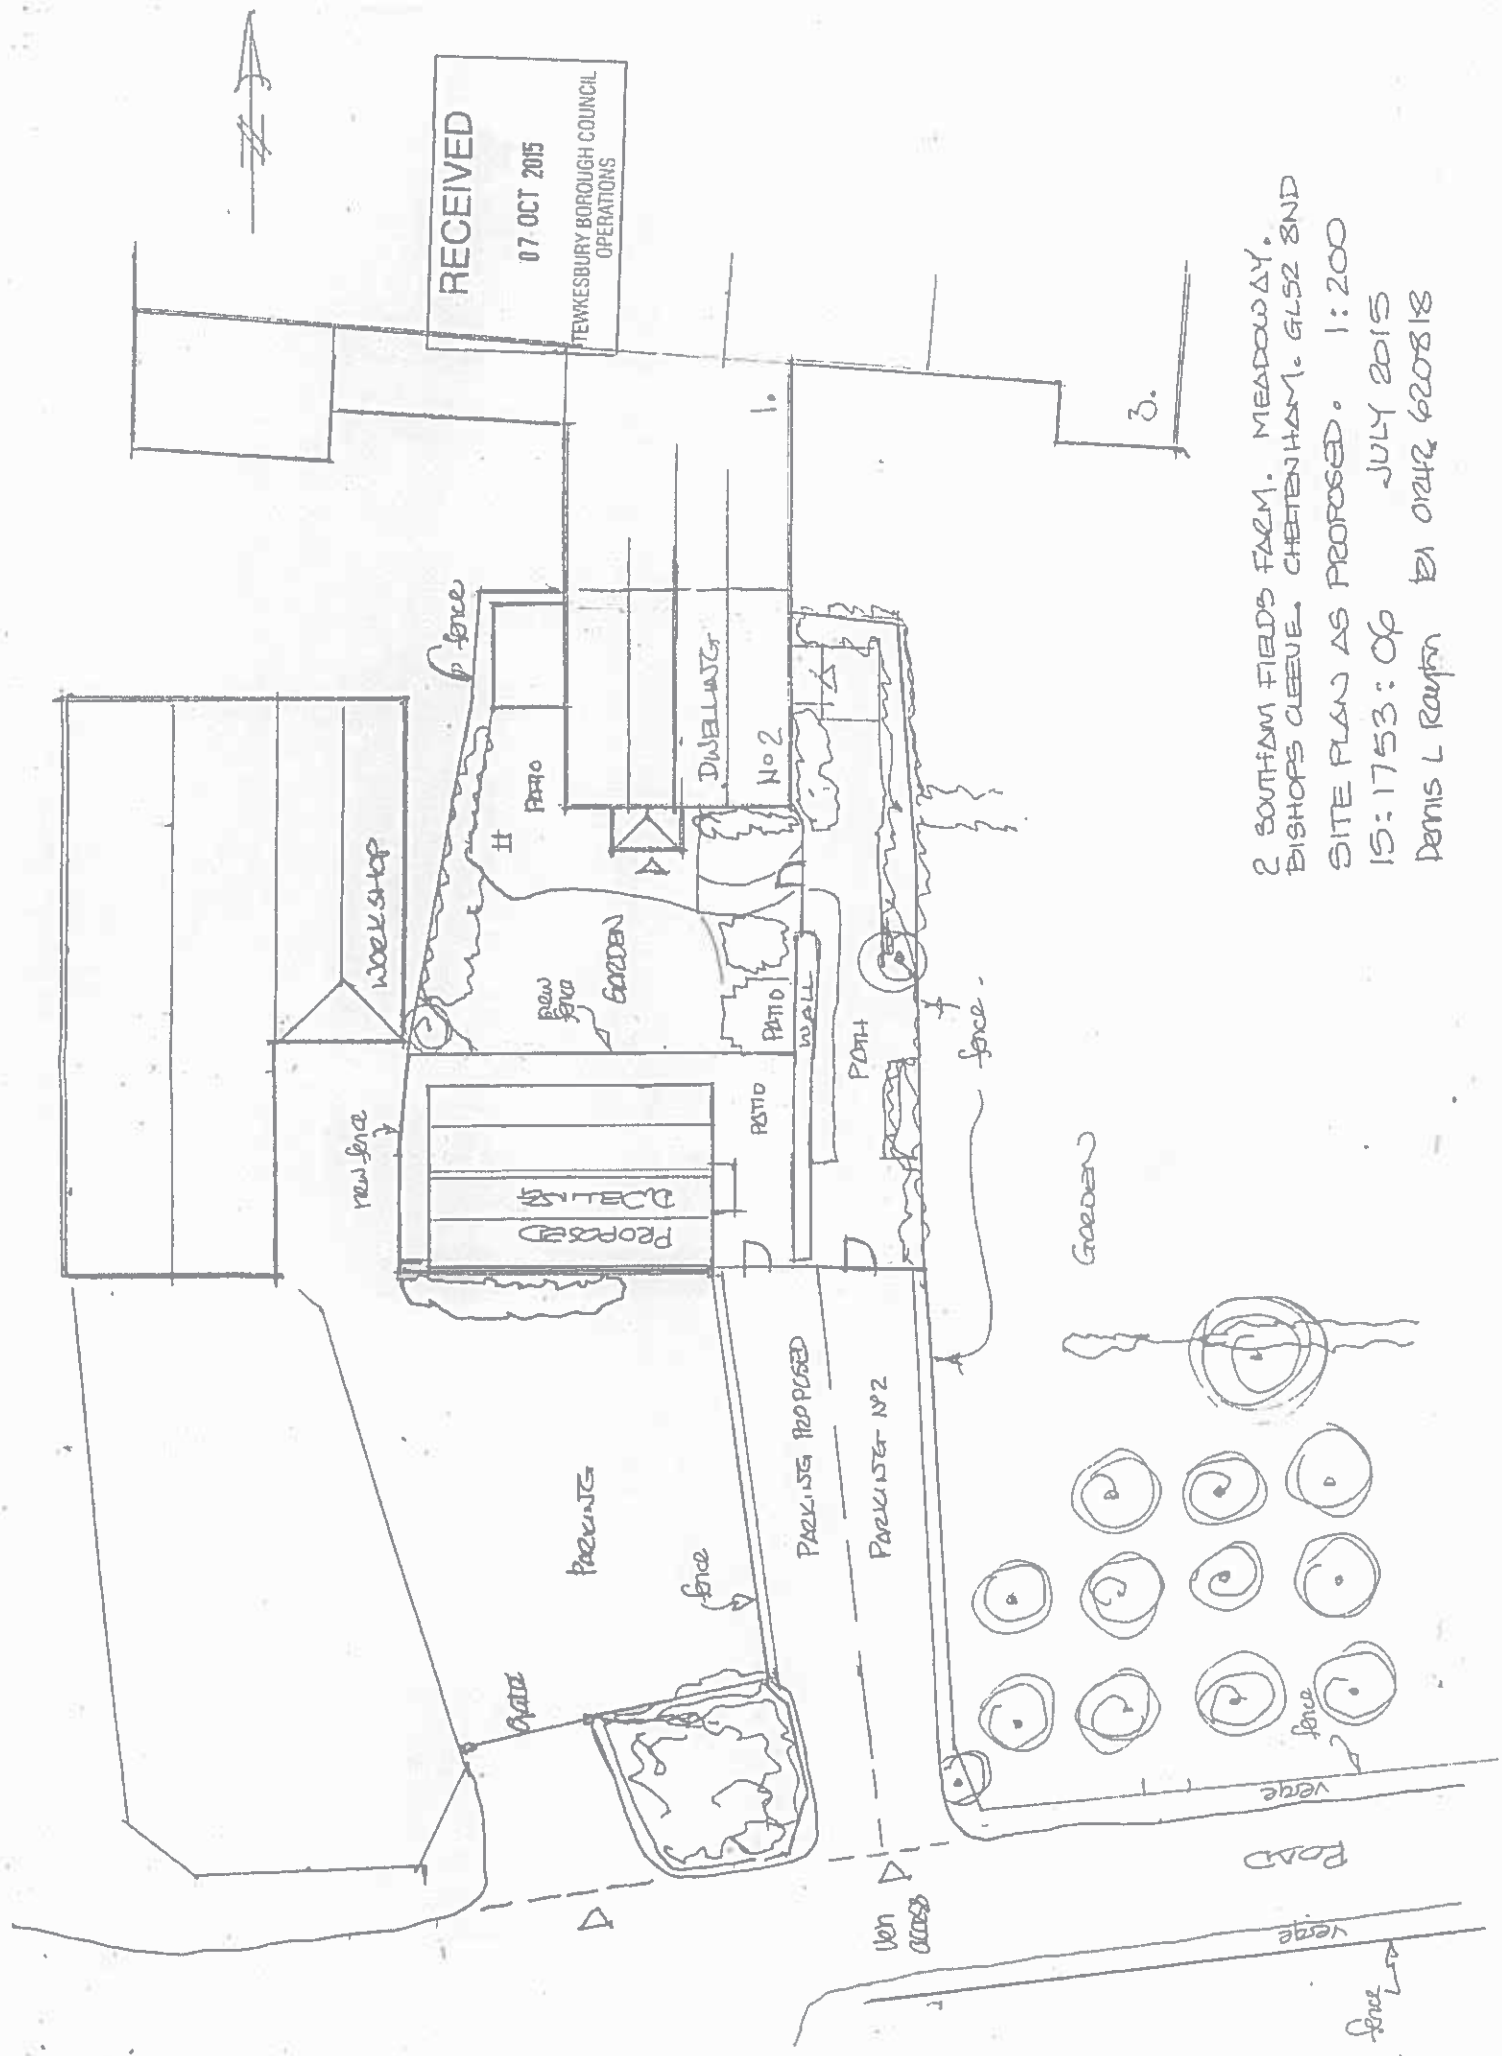 RECEIVED
07 OCT 2015
TEWKESBURY BOROUGH COUNCIL
OPERATIONS
fence
WORKSHOP
PATIO
DWELLING
No 2
1.
3.
GARDEN
new
fence
PATIO
WALL
PATH
fence.
new fence
PROPOSED
DWELLING
PATIO
GARDEN
PARKING
fence
PARKING PROPOSED
PARKING - Nº 2
gate
veh
access
fence
verge
ROAD
verge
fence
2 SOUTHAM FIELDS FARM. MEADOWAY.
BISHOPS CLEEVE. CHELTENHAM. GL52 8ND
SITE PLAN AS PROPOSED. 1:200
15:1753:06 JULY 2015
Dennis L 01242 620818